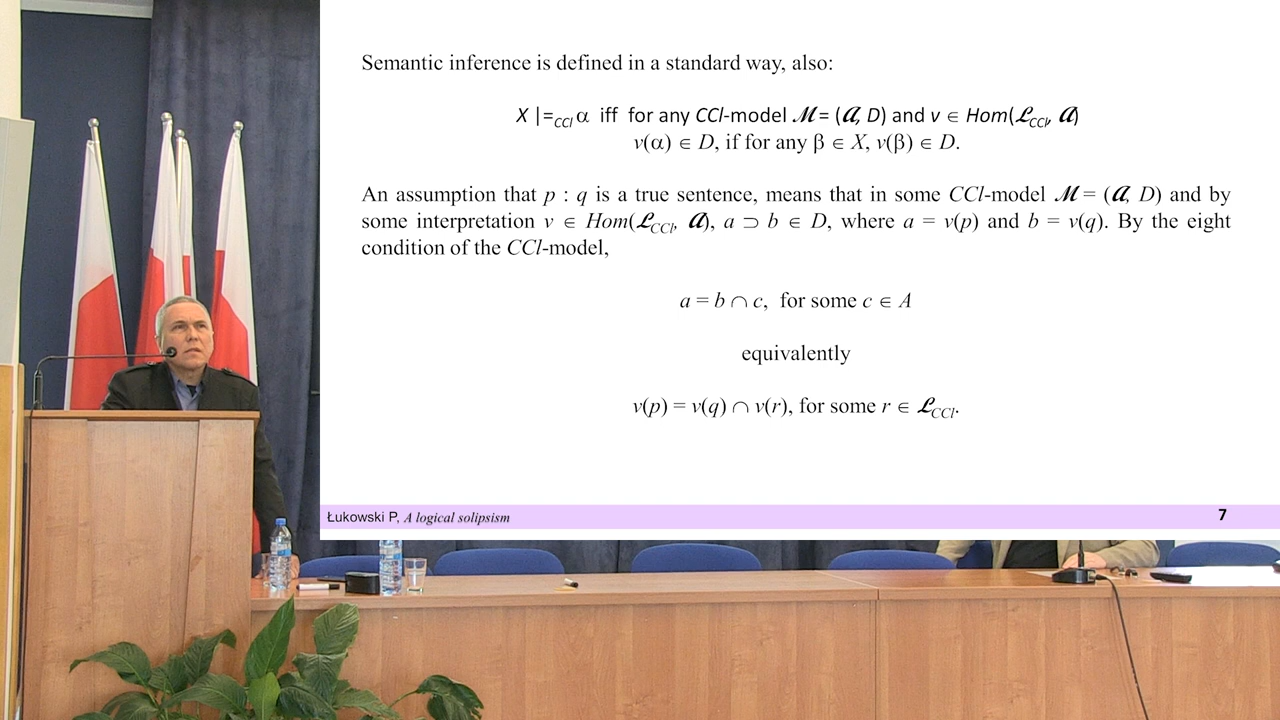 Semantic inference is defined in a standard way, also:
X |=CCl α iff for any CCl-model ℳ = (𝒜, D) and v ∈ Hom(ℒCCl, 𝒜)
v(α) ∈ D, if for any β ∈ X, v(β) ∈ D.
An assumption that p : q is a true sentence, means that in some CCl-model ℳ = (𝒜, D) and by
some interpretation v ∈ Hom(ℒCCl, 𝒜), a ⊃ b ∈ D, where a = v(p) and b = v(q). By the eight
condition of the CCl-model,
a = b ∩ c, for some c ∈ A
equivalently
v(p) = v(q) ∩ v(r), for some r ∈ ℒCCl.
Łukowski P, A logical solipsism 7